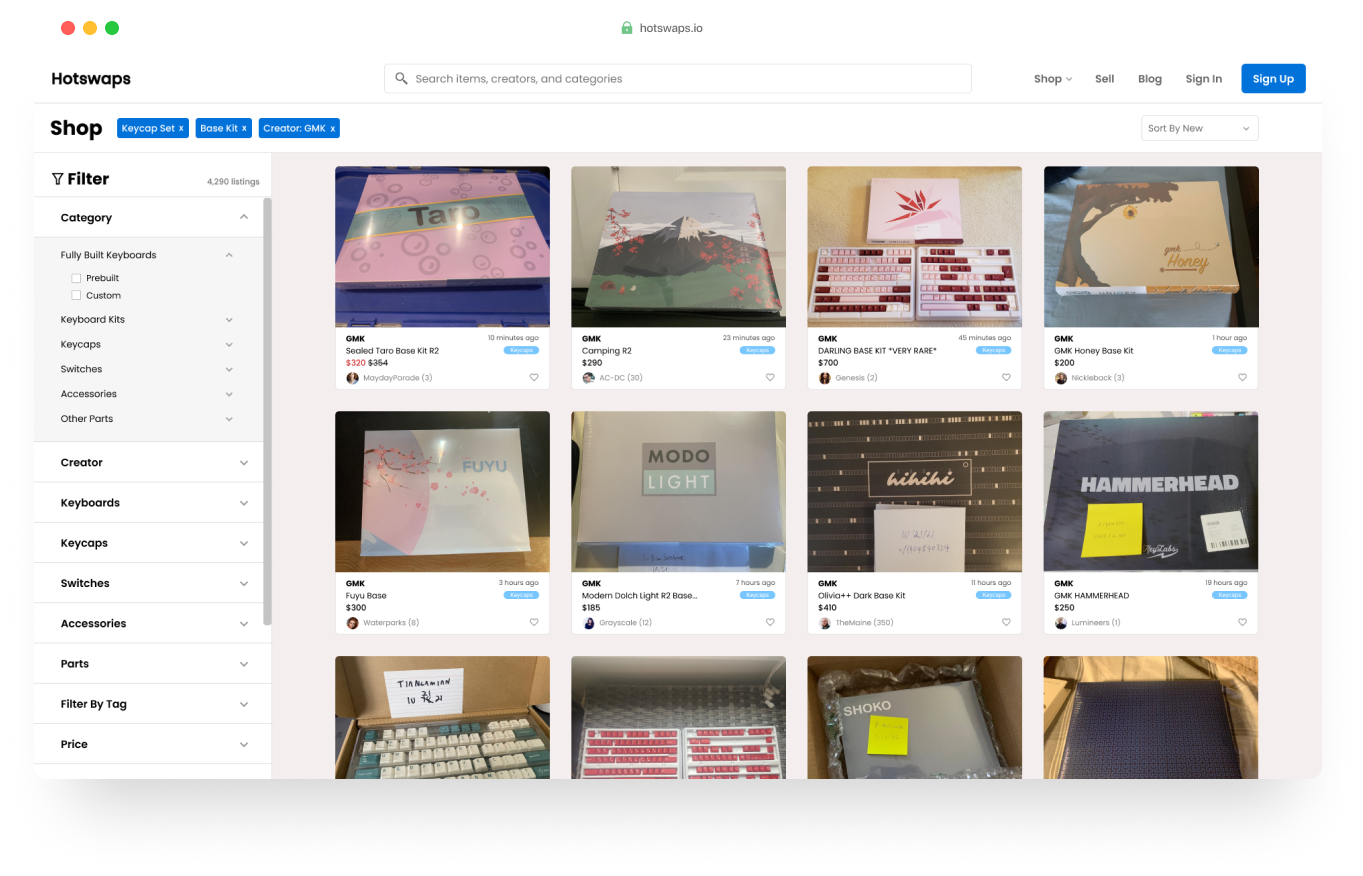 hotswaps.io
Hotswaps
Search items, creators, and categories
Shop
Sell
Blog
Sign In
Sign Up
Shop
Keycap Set x
Base Kit x
Creator: GMK x
Sort By New
Filter
4,290 listings
Category
Fully Built Keyboards
Prebuilt
Custom
Keyboard Kits
Keycaps
Switches
Accessories
Other Parts
Creator
Keyboards
Keycaps
Switches
Accessories
Parts
Filter By Tag
Price
Taro
GMK
10 minutes ago
Sealed Taro Base Kit R2
Keycaps
$320 $354
MaydayParade (3)
GMK
23 minutes ago
Camping R2
Keycaps
$290
AC-DC (30)
GMK
45 minutes ago
DARLING BASE KIT *VERY RARE*
Keycaps
$700
Genesis (2)
gmk
Honey
GMK
1 hour ago
GMK Honey Base Kit
Keycaps
$200
Nickleback (3)
FUYU
GMK
3 hours ago
Fuyu Base
Keycaps
$300
Waterparks (8)
MODO
LIGHT
GMK
7 hours ago
Modern Dolch Light R2 Base...
Keycaps
$185
Grayscale (12)
hihihi
10/21/21
GMK
11 hours ago
Olivia++ Dark Base Kit
Keycaps
$410
TheMaine (350)
HAMMERHEAD
KeysLabs
GMK
19 hours ago
GMK HAMMERHEAD
Keycaps
$250
Lumineers (1)
TIANLAMIAN
SHOKO